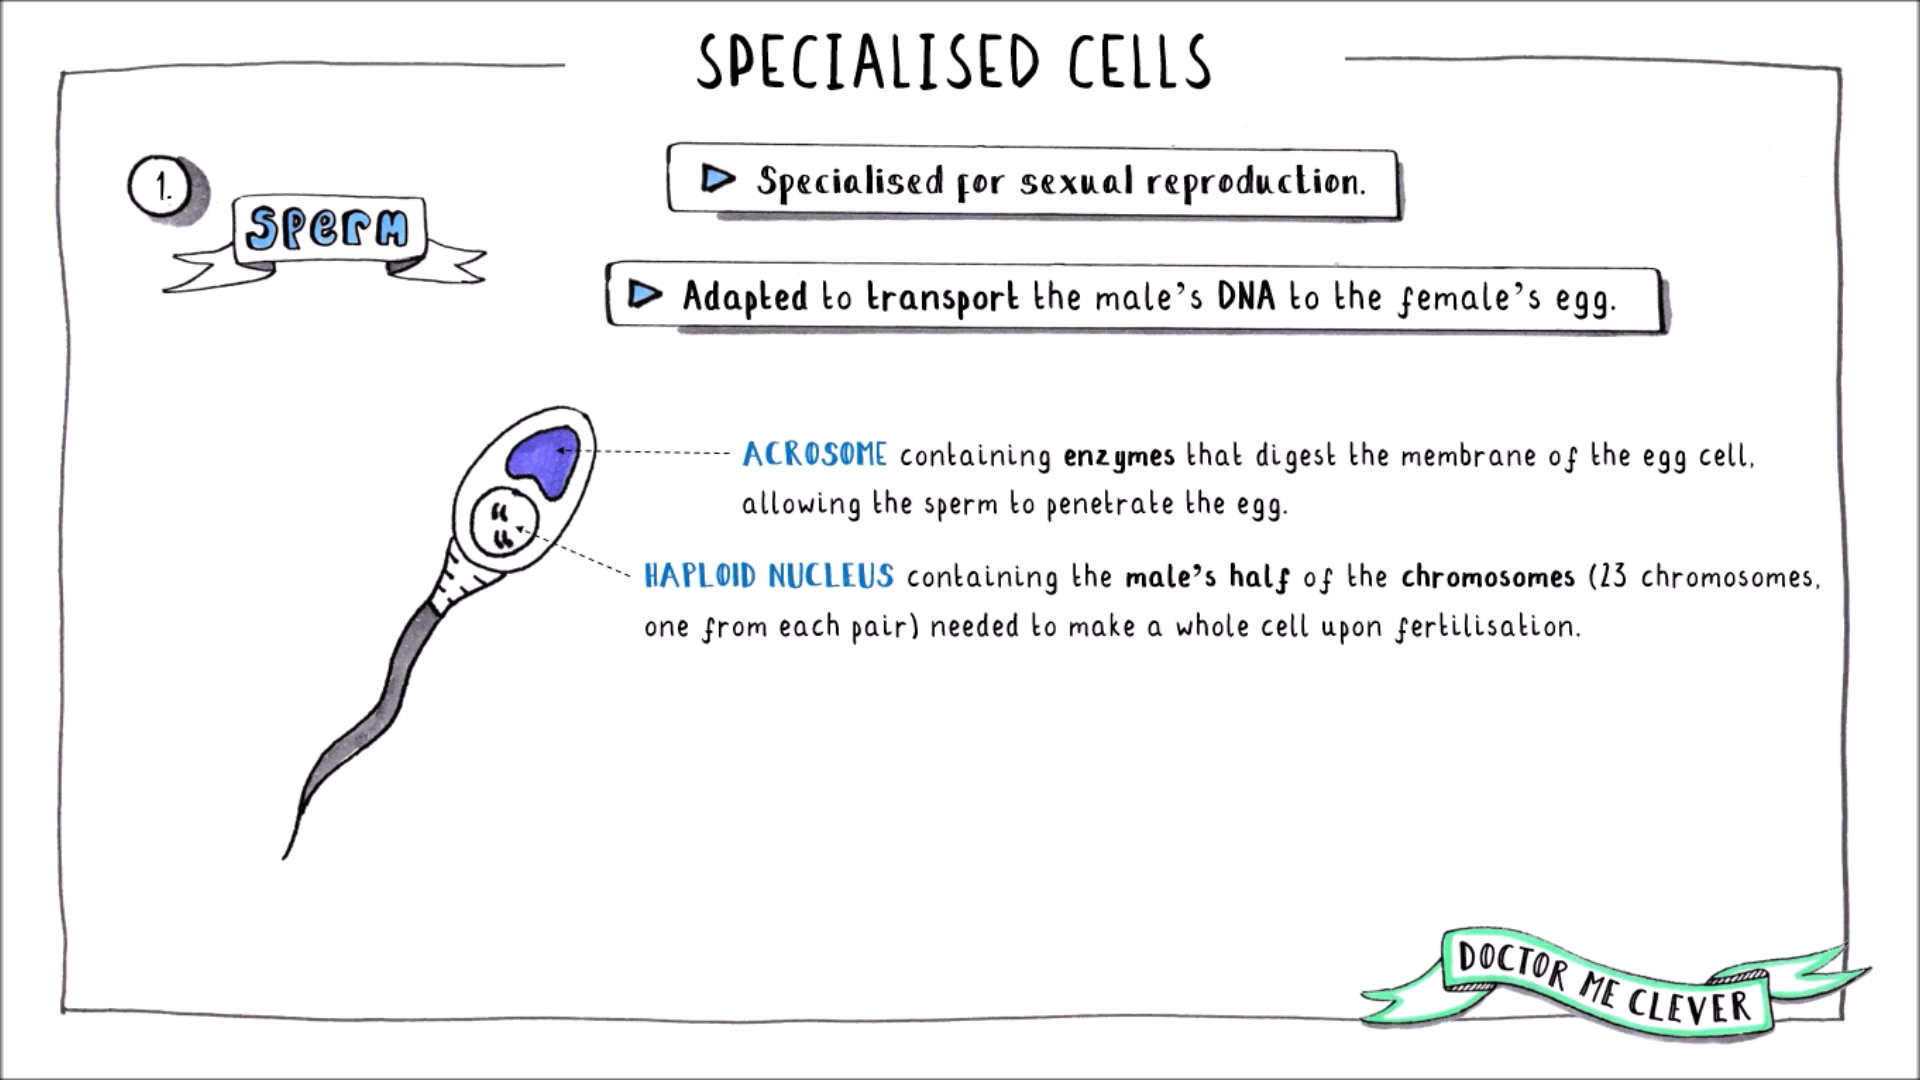 SPECIALISED CELLS
1.
SPERM
Specialised for sexual reproduction.
Adapted to transport the male's DNA to the female's egg.
ACROSOME containing enzymes that digest the membrane of the egg cell,
allowing the sperm to penetrate the egg.
HAPLOID NUCLEUS containing the male's half of the chromosomes (23 chromosomes,
one from each pair) needed to make a whole cell upon fertilisation.
DOCTOR ME CLEVER